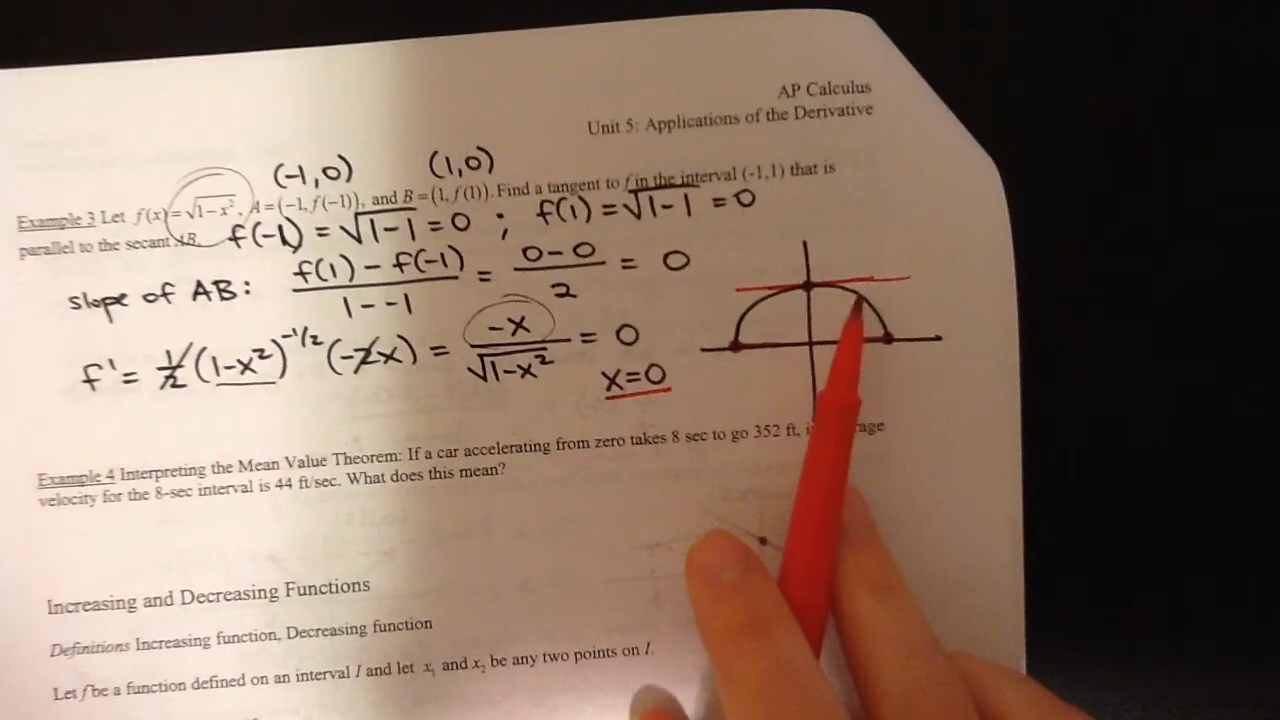 AP Calculus
Unit 5: Applications of the Derivative
(-1,0) (1,0)
Example 3 Let f(x)=√1-x², A=(-1, f(-1)), and B=(1, f(1)). Find a tangent to f in the interval (-1,1) that is
parallel to the secant AB.
f(-1) = √1-1 = 0 ; f(1) = √1-1 = 0
slope of AB: f(1) - f(-1) / 1--1 = 0-0 / 2 = 0
f' = 1/2 (1-x²)^-1/2 (-2x) = -x / √1-x² = 0
x=0
Example 4 Interpreting the Mean Value Theorem: If a car accelerating from zero takes 8 sec to go 352 ft,
velocity for the 8-sec interval is 44 ft/sec. What does this mean?
Increasing and Decreasing Functions
Definitions Increasing function, Decreasing function
Let f be a function defined on an interval I and let x₁ and x₂ be any two points on I.